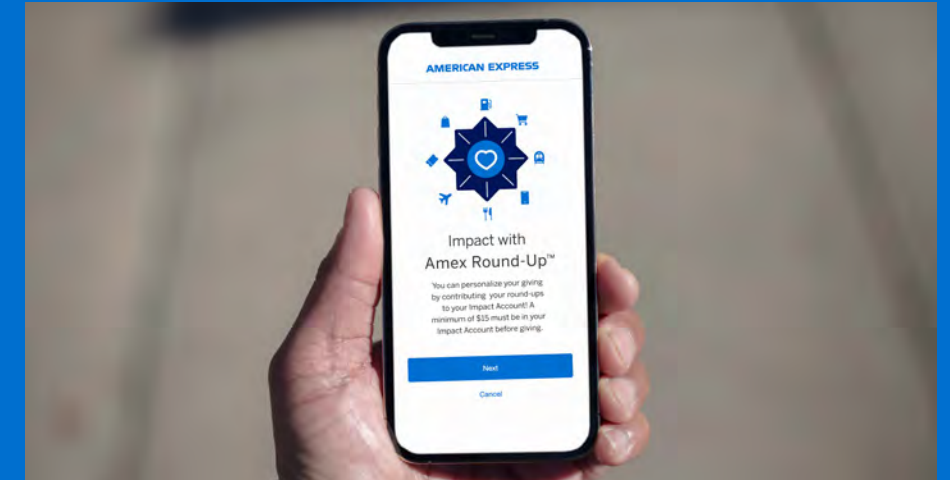 AMERICAN EXPRESS
Impact with
Amex Round-Up™
You can personalize your giving
by contributing your round-ups
to your Impact Account! A
minimum of $15 must be in your
Impact Account before giving.
Next
Cancel